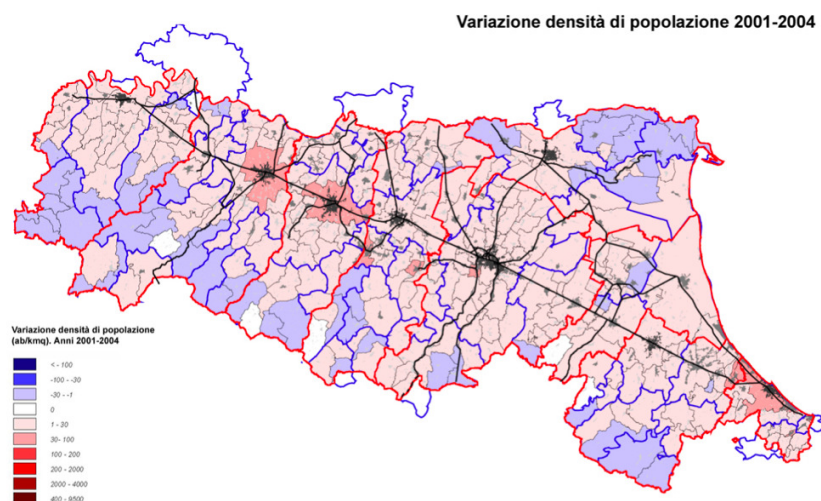 Variazione densità di popolazione 2001-2004
Variazione densità di popolazione
(ab/kmq). Anni 2001-2004
< - 100
-100 - -30
-30 - -1
0
1 - 30
30- 100
100 - 200
200 - 2000
2000 - 4000
400 - 9500